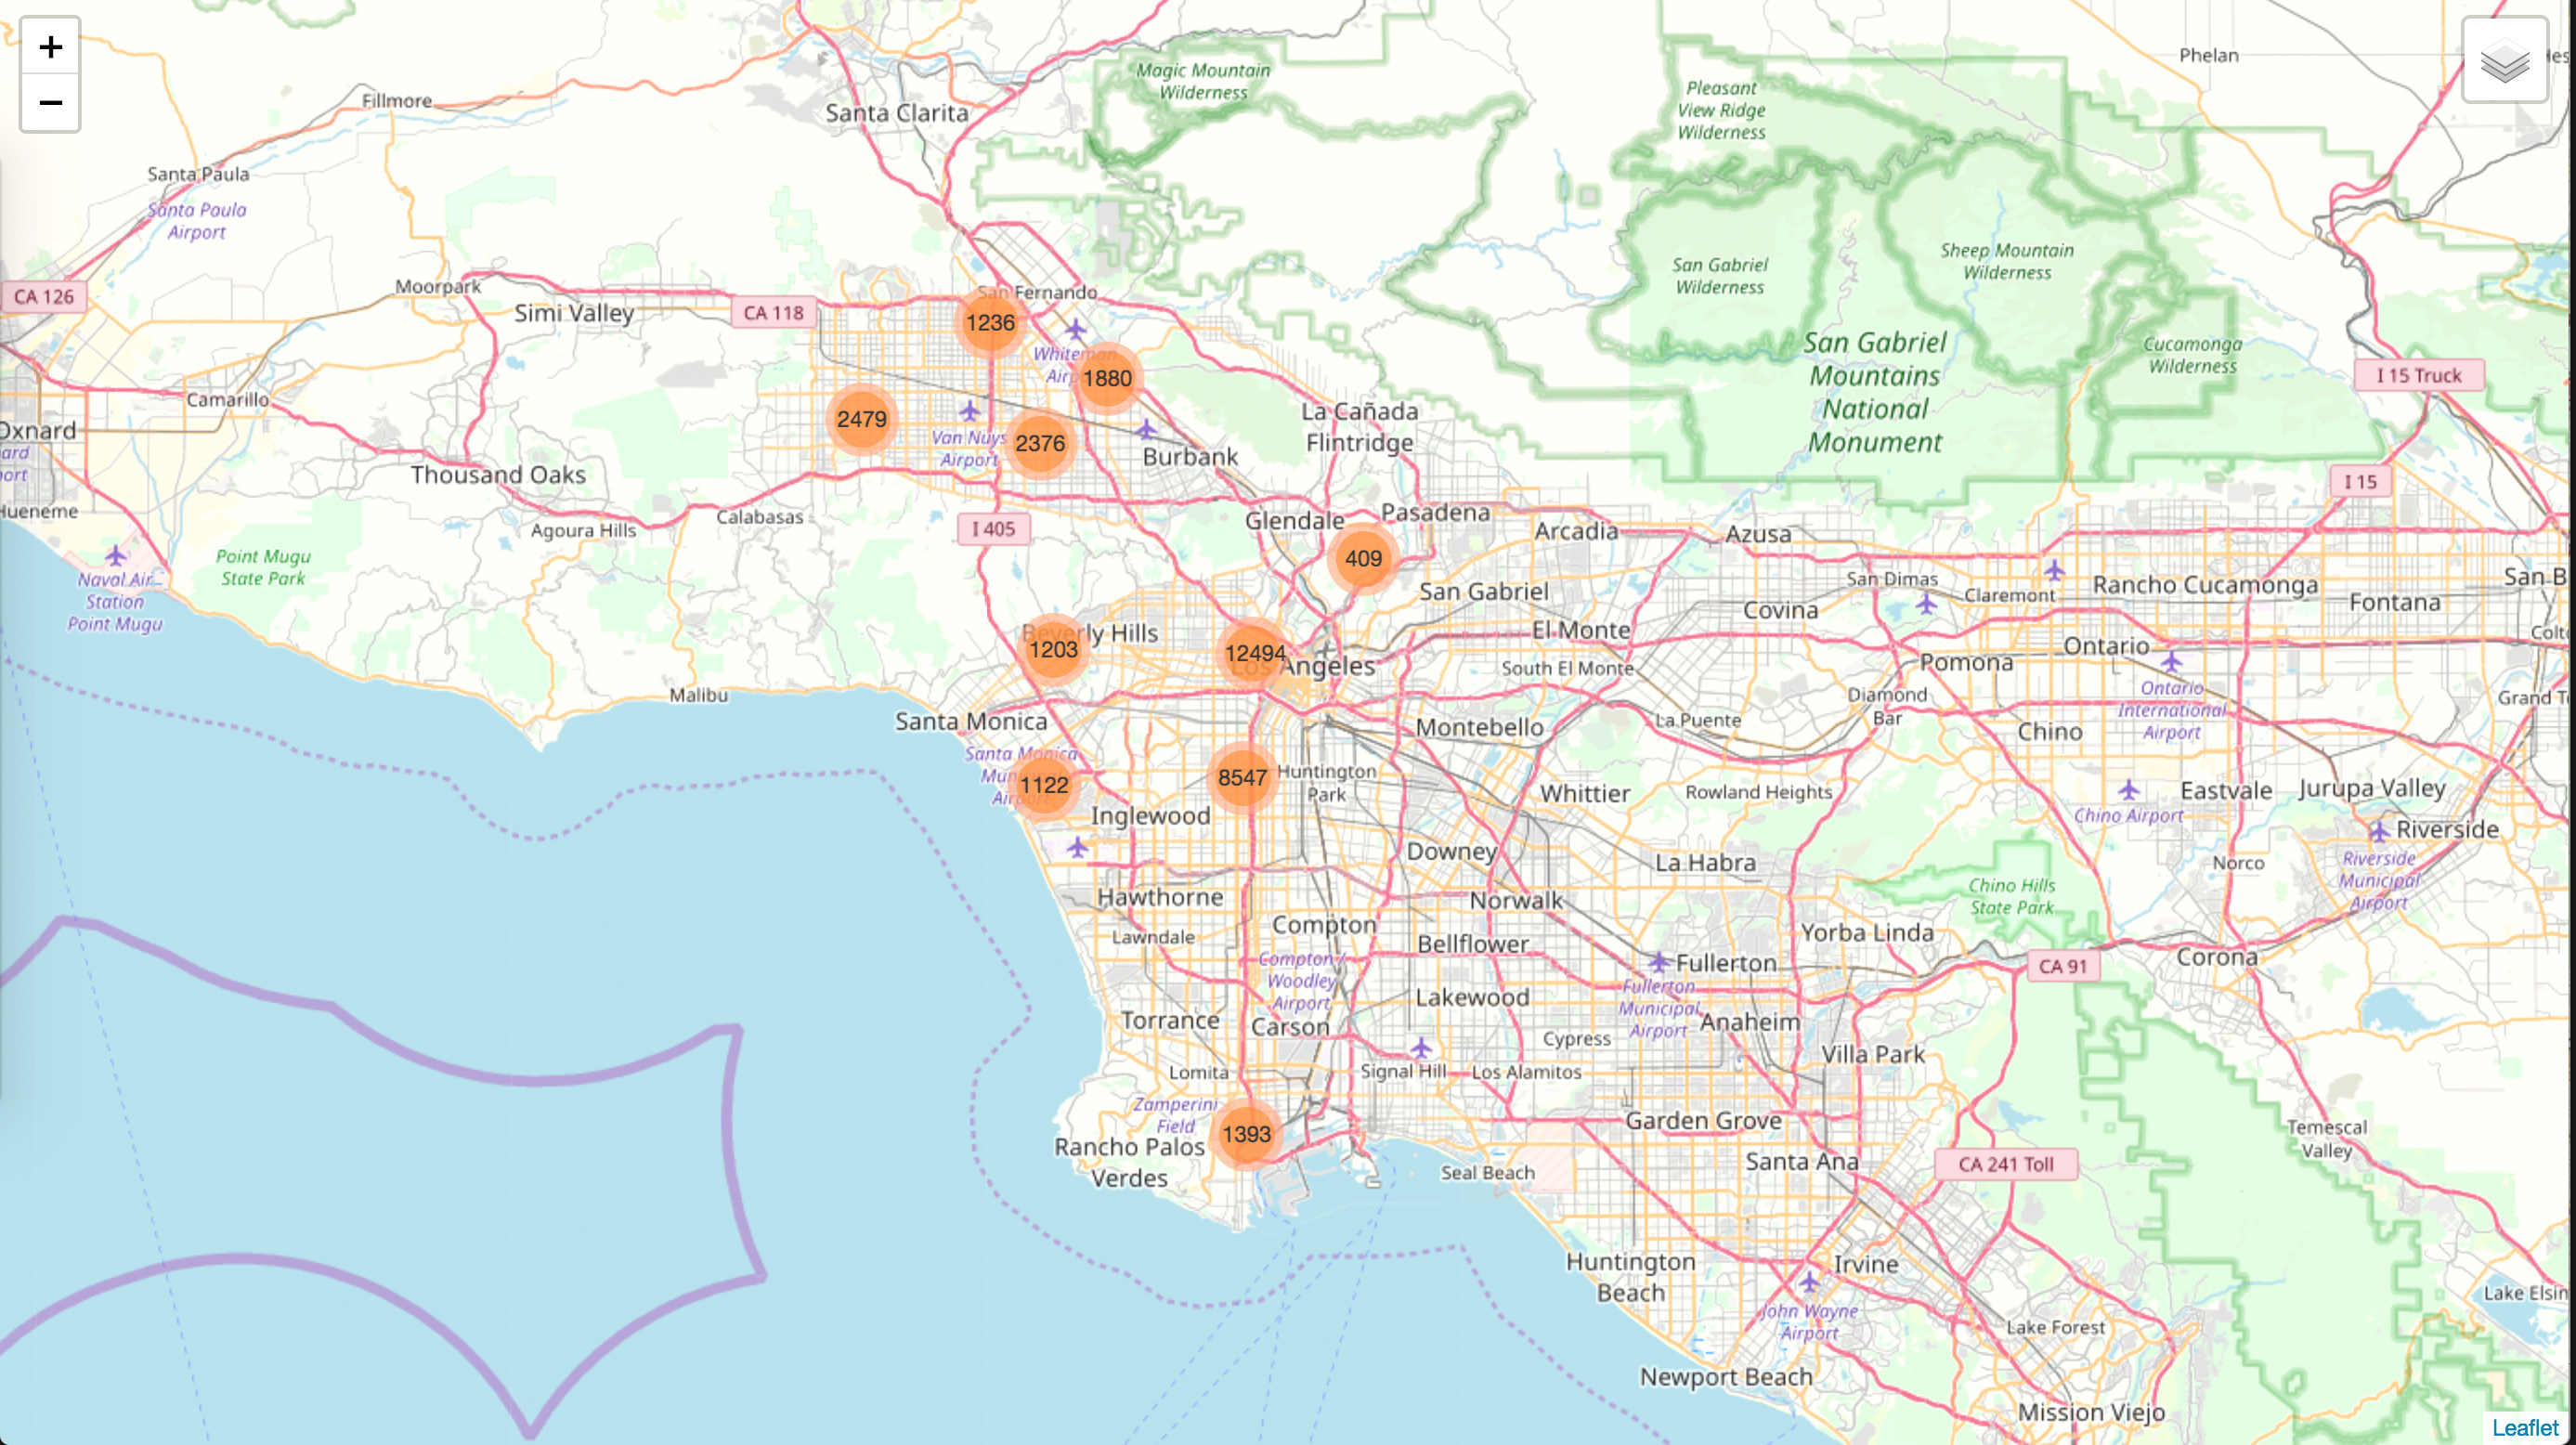 +
−
Phelan
Magic Mountain
Wilderness
Pleasant
View Ridge
Wilderness
Fillmore
Santa Clarita
Santa Paula
Santa Paula
Airport
Sheep Mountain
Wilderness
San Gabriel
Wilderness
CA 126
Moorpark
San Fernando
Simi Valley
CA 118
1236
San Gabriel
Mountains
National
Monument
Cucamonga
Wilderness
Whiteman
1880
I 15 Truck
Camarillo
La Cañada
Flintridge
2479
Oxnard
Van Nuys
Airport
2376
Burbank
Thousand Oaks
I 15
Hueneme
Calabasas
Agoura Hills
I 405
Glendale
Pasadena
Arcadia
Azusa
409
Point Mugu
State Park
Naval Air
Station
Point Mugu
San Gabriel
San Dimas
Claremont
Rancho Cucamonga
San B
Fontana
Covina
Beverly Hills
1203
El Monte
12494
Los Angeles
South El Monte
Ontario
Pomona
Malibu
Diamond
Bar
Ontario
International
Airport
Grand T
Santa Monica
Montebello
La Puente
Chino
Santa Monica
1122
8547
Huntington
Park
Whittier
Rowland Heights
Eastvale
Jurupa Valley
Inglewood
Chino Airport
Riverside
Downey
La Habra
Norco
Riverside
Municipal
Airport
Hawthorne
Norwalk
Chino Hills
State Park
Compton
Lawndale
Bellflower
Yorba Linda
Compton/
Woodley
Airport
Fullerton
CA 91
Corona
Fullerton
Municipal
Airport
Lakewood
Torrance
Carson
Anaheim
Cypress
Villa Park
Lomita
Signal Hill
Los Alamitos
Zamperini
Field
1393
Garden Grove
Temescal
Valley
Rancho Palos
Verdes
Seal Beach
Santa Ana
CA 241 Toll
Huntington
Beach
Irvine
Lake Elsin
John Wayne
Airport
Lake Forest
Newport Beach
Mission Viejo
Leaflet